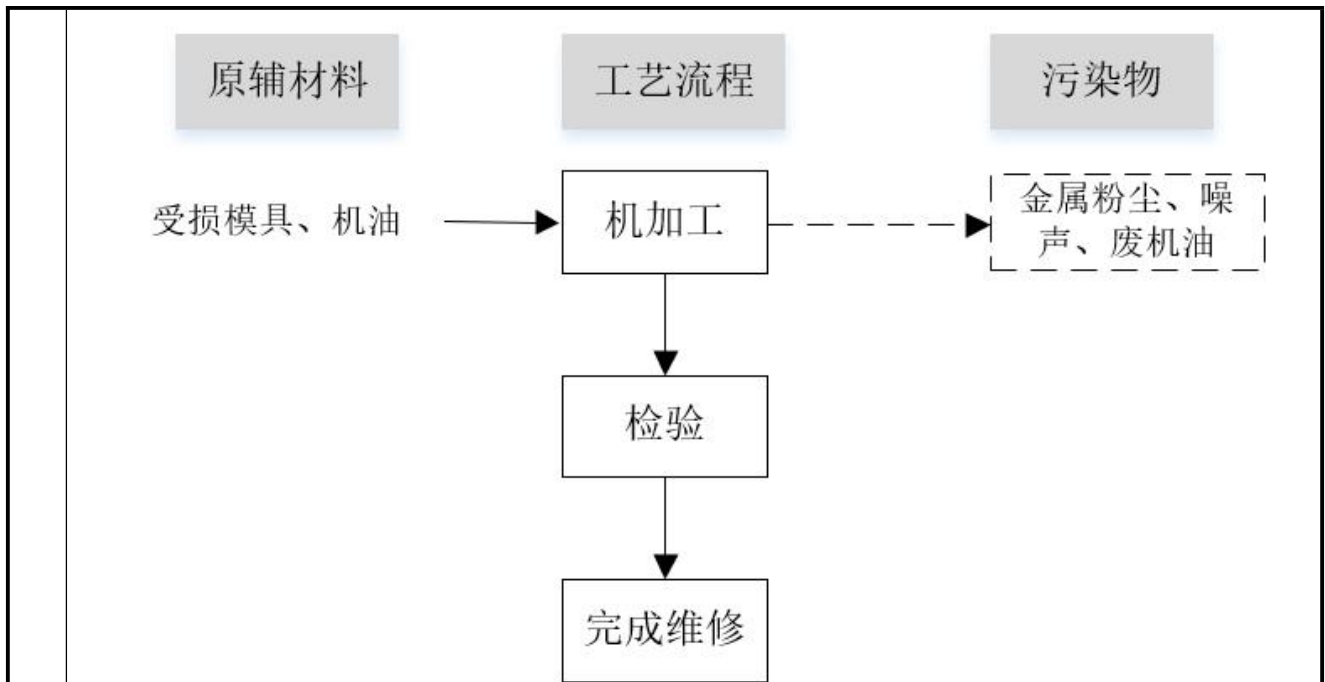 原辅材料
工艺流程
污染物
受损模具、机油
机加工
金属粉尘、噪
声、废机油
检验
完成维修